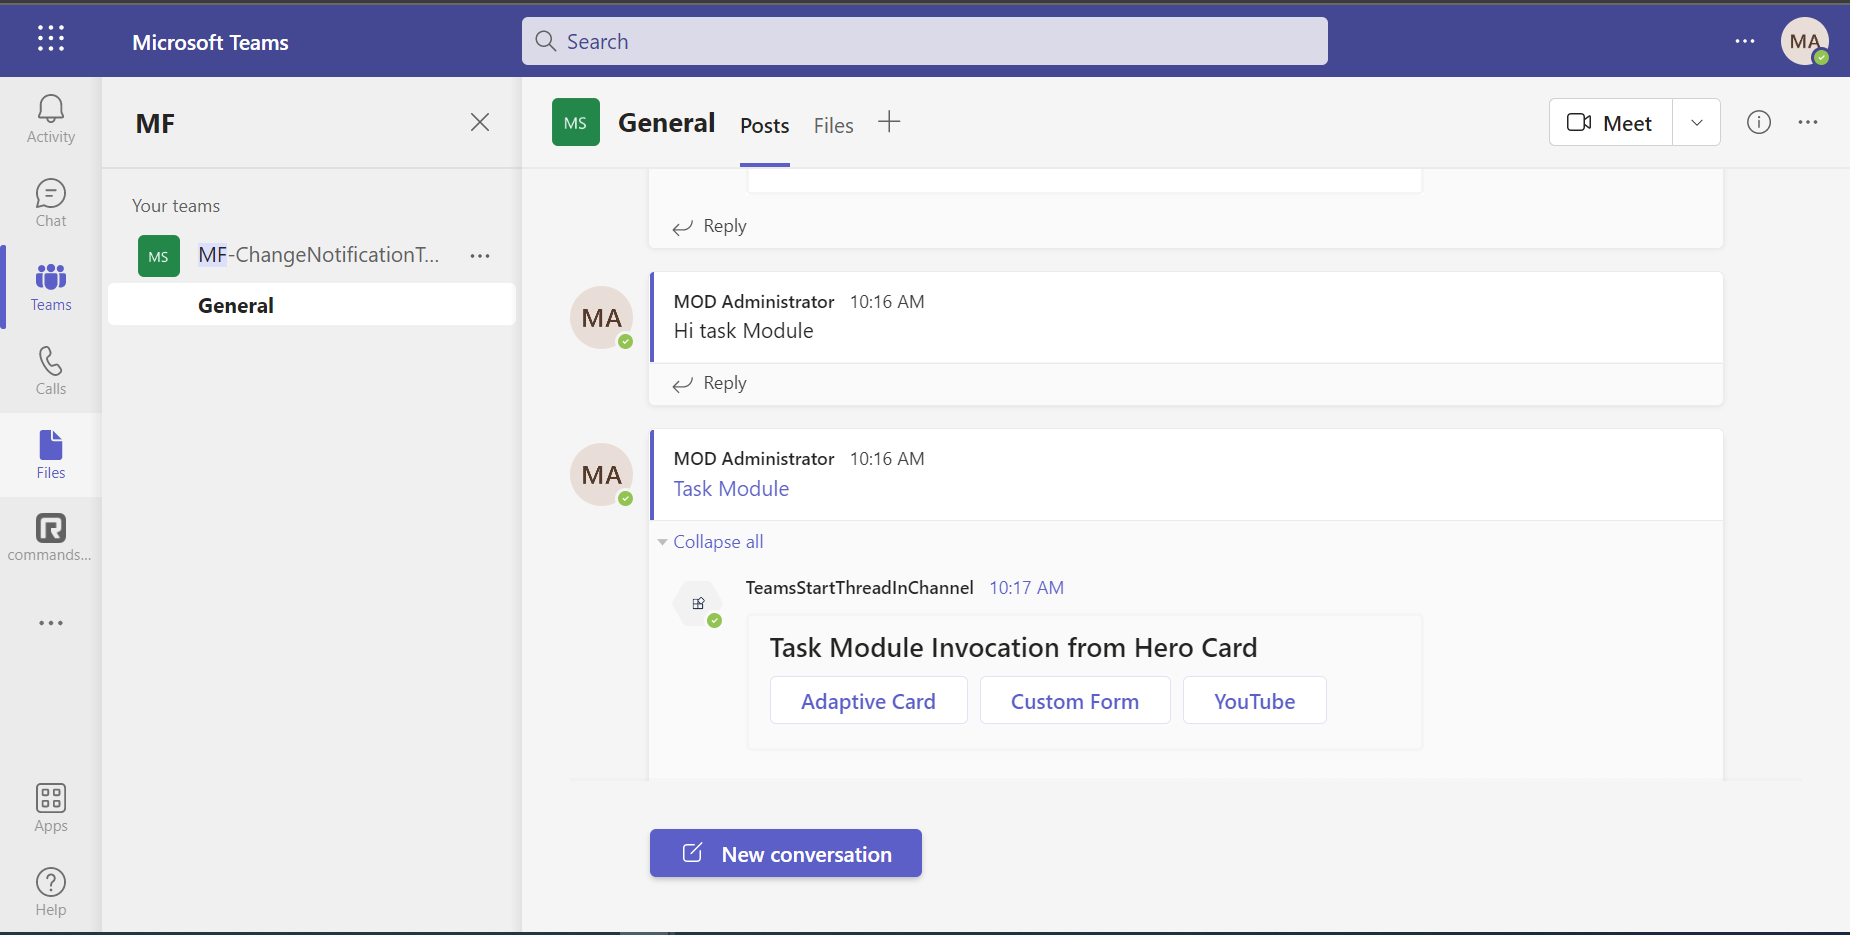 Microsoft Teams
Search
MA
Activity
Chat
Teams
Calls
Files
commands...
Apps
Help
MF
Your teams
MS
MF-ChangeNotificationT...
General
MS
General
Posts
Files
Meet
Reply
MA
MOD Administrator 10:16 AM
Hi task Module
Reply
MA
MOD Administrator 10:16 AM
Task Module
Collapse all
TeamsStartThreadInChannel 10:17 AM
Task Module Invocation from Hero Card
Adaptive Card Custom Form YouTube
New conversation